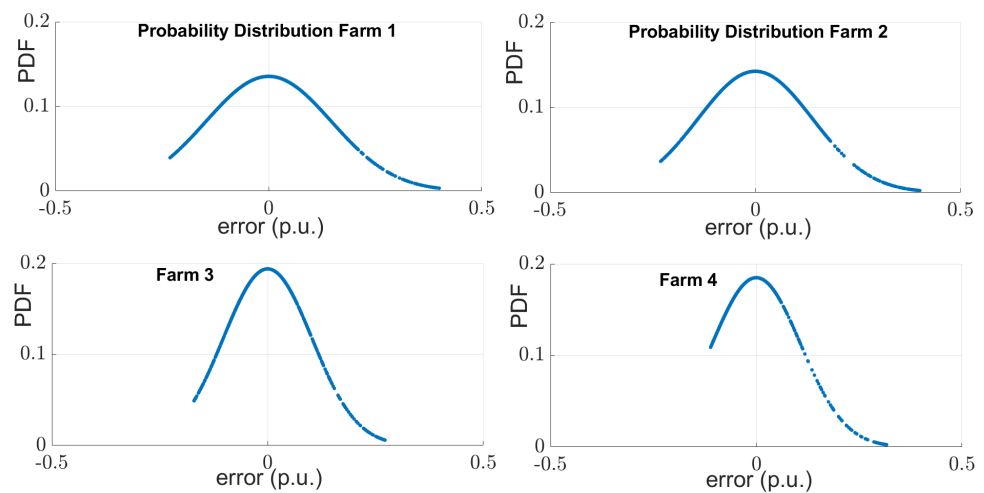 Probability Distribution Farm 1
PDF
0.2
0.1
0
-0.5
0
0.5
error (p.u.)
Probability Distribution Farm 2
PDF
0.2
0.1
0
-0.5
0
0.5
error (p.u.)
Farm 3
PDF
0.2
0.1
0
-0.5
0
0.5
error (p.u.)
Farm 4
PDF
0.2
0.1
0
-0.5
0
0.5
error (p.u.)